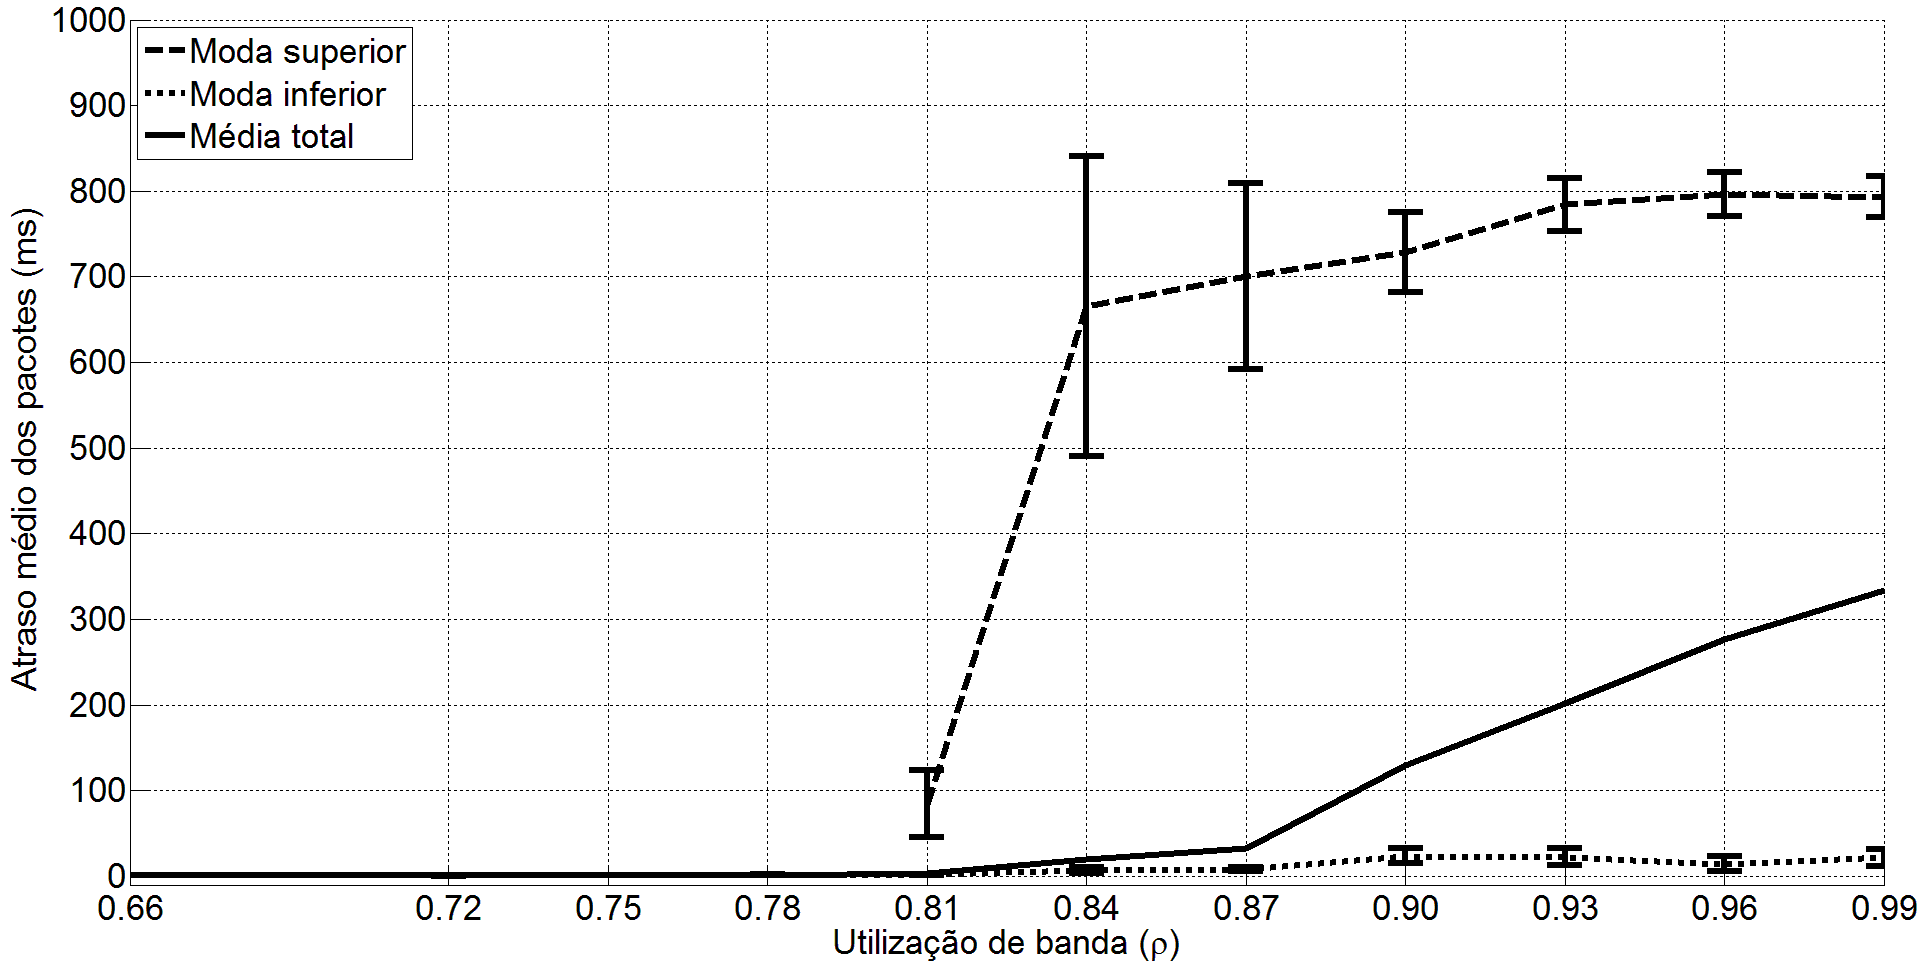 1000
900
800
700
600
500
400
300
200
100
0
Atraso médio dos pacotes (ms)
Moda superior
Moda inferior
Média total
0.66 0.72 0.75 0.78 0.81 0.84 0.87 0.90 0.93 0.96 0.99
Utilização de banda (ρ)